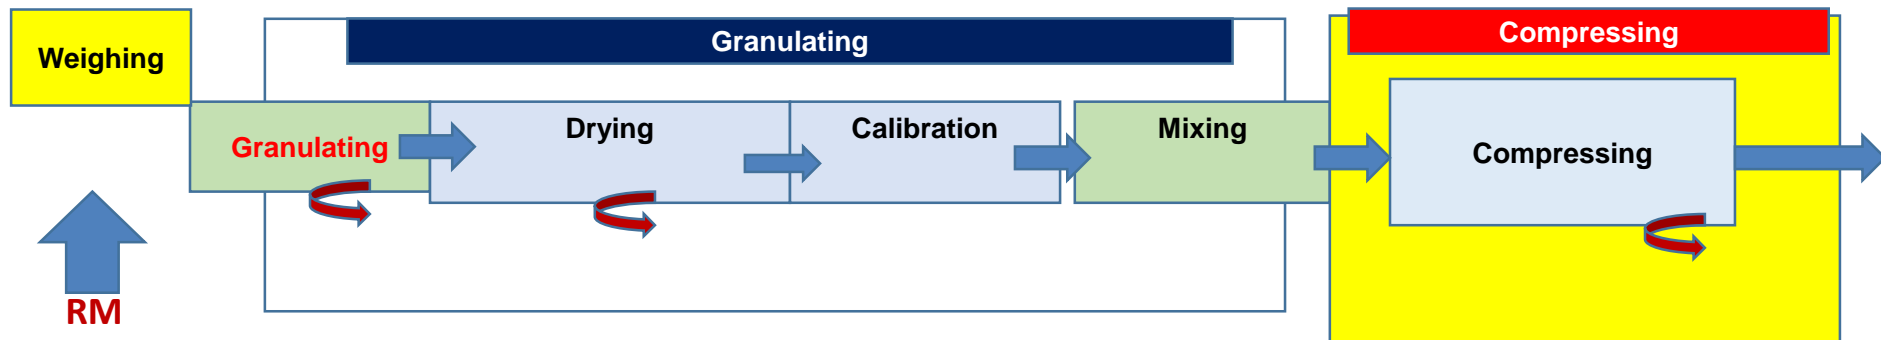 Weighing
Granulating
Compressing
Granulating
Drying
Calibration
Mixing
Compressing
RM